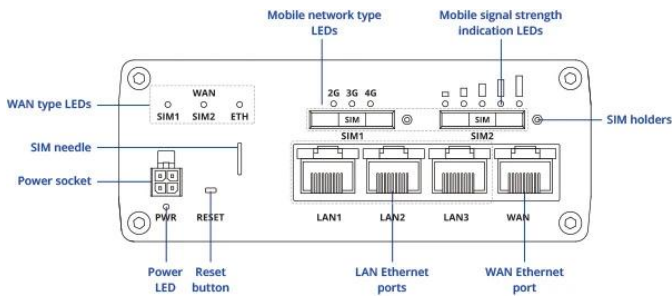 Mobile network type
LEDs
Mobile signal strength
indication LEDs
WAN type LEDs
WAN
SIM1 SIM2 ETH
2G 3G 4G
SIM
SIM
SIM1
SIM2
SIM holders
SIM needle
Power socket
PWR
RESET
LAN1
LAN2
LAN3
WAN
Power
LED
Reset
button
LAN Ethernet
ports
WAN Ethernet
port